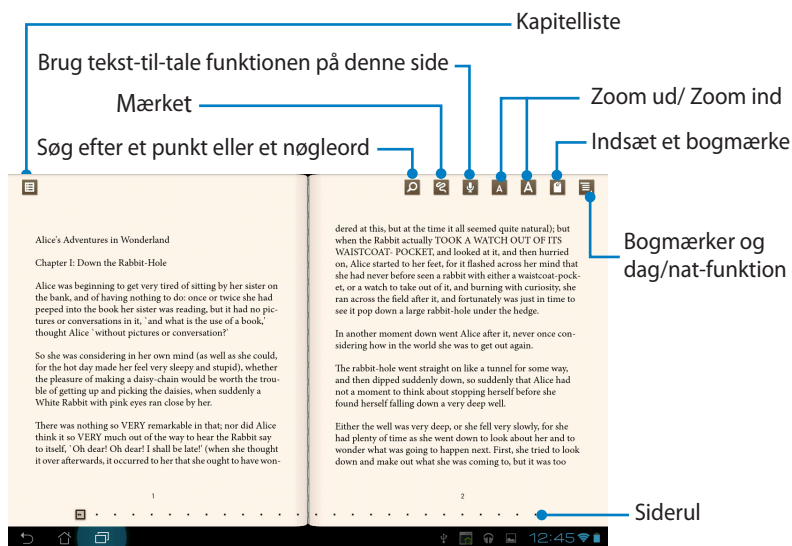 Kapitelliste
Brug tekst-til-tale funktionen på denne side
Mærket
Zoom ud/ Zoom ind
Søg efter et punkt eller et nøgleord
Indsæt et bogmærke
A A
Bogmærker og
dag/nat-funktion
Alice's Adventures in Wonderland
Chapter I: Down the Rabbit-Hole
Alice was beginning to get very tired of sitting by her sister on
the bank, and of having nothing to do: once or twice she had
peeped into the book her sister was reading, but it had no pic-
tures or conversations in it, `and what is the use of a book,'
thought Alice `without pictures or conversation?'
So she was considering in her own mind (as well as she could,
for the hot day made her feel very sleepy and stupid), whether
the pleasure of making a daisy-chain would be worth the trou-
ble of getting up and picking the daisies, when suddenly a
White Rabbit with pink eyes ran close by her.
There was nothing so VERY remarkable in that; nor did Alice
think it so VERY much out of the way to hear the Rabbit say
to itself, `Oh dear! Oh dear! I shall be late!' (when she thought
it over afterwards, it occurred to her that she ought to have won-
1
dered at this, but at the time it all seemed quite natural); but
when the Rabbit actually TOOK A WATCH OUT OF ITS
WAISTCOAT- POCKET, and looked at it, and then hurried
on, Alice started to her feet, for it flashed across her mind that
she had never before seen a rabbit with either a waistcoat-pock-
et, or a watch to take out of it, and burning with curiosity, she
ran across the field after it, and fortunately was just in time to
see it pop down a large rabbit-hole under the hedge.
In another moment down went Alice after it, never once con-
sidering how in the world she was to get out again.
The rabbit-hole went straight on like a tunnel for some way,
and then dipped suddenly down, so suddenly that Alice had
not a moment to think about stopping herself before she
found herself falling down a very deep well.
Either the well was very deep, or she fell very slowly, for she
had plenty of time as she went down to look about her and to
wonder what was going to happen next. First, she tried to look
down and make out what she was coming to, but it was too
2
Siderul
12:45